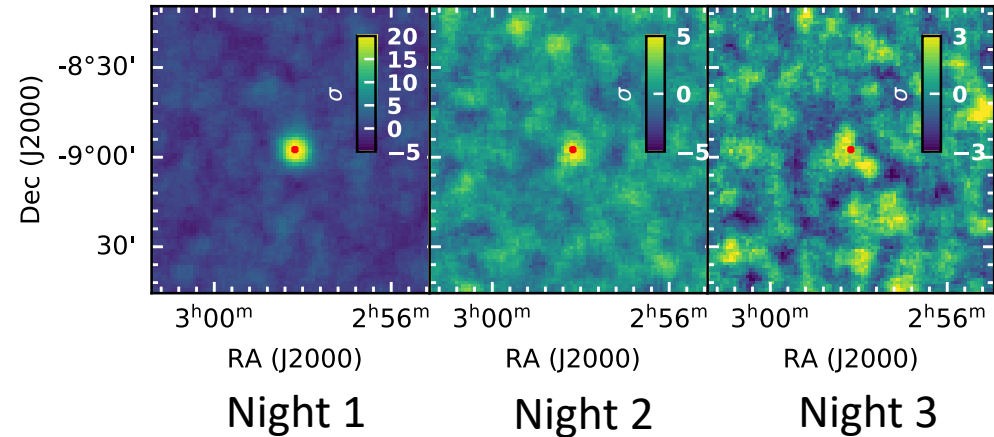 Dec (J2000)
-8°30'
-9°00'
30'
σ
20
15
10
5
0
−5
σ
5
0
−5
σ
3
0
−3
3ʰ00ᵐ
2ʰ56ᵐ
3ʰ00ᵐ
2ʰ56ᵐ
3ʰ00ᵐ
2ʰ56ᵐ
RA (J2000)
RA (J2000)
RA (J2000)
Night 1
Night 2
Night 3